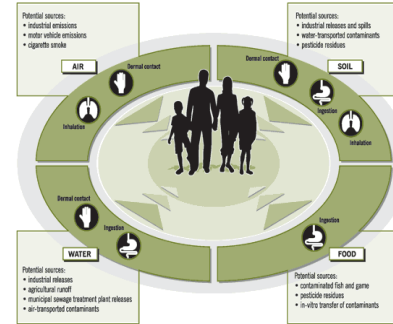 Potential sources:
• industrial emissions
• motor vehicle emissions
• cigarette smoke
AIR
Dermal contact
Inhalation
Potential sources:
• industrial releases and spills
• water-transported contaminants
• pesticide residues
SOIL
Dermal contact
Ingestion
Inhalation
Dermal contact
Ingestion
WATER
Potential sources:
• industrial releases
• agricultural runoff
• municipal sewage treatment plant releases
• air-transported contaminants
Ingestion
FOOD
Potential sources:
• contaminated fish and game
• pesticide residues
• in-vitro transfer of contaminants